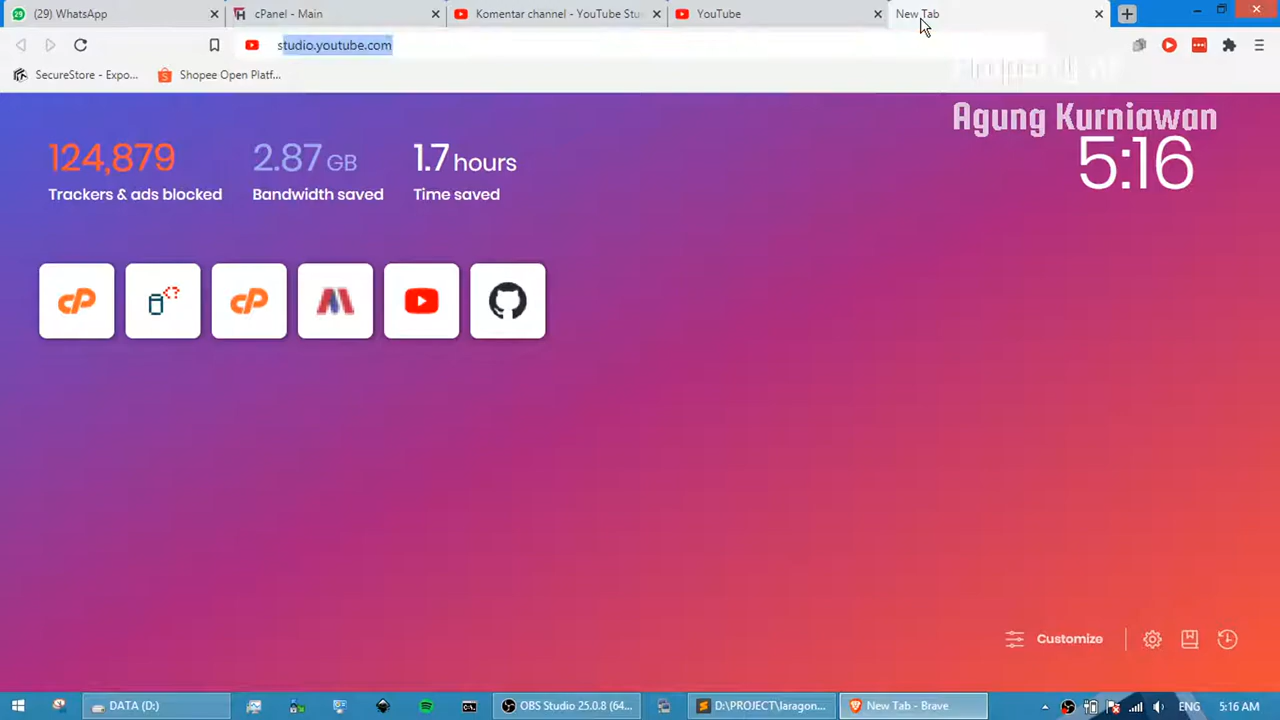 (29) WhatsApp
cPanel - Main
Komentar channel - YouTube Stu
YouTube
New Tab
studio.youtube.com
SecureStore - Expo...
Shopee Open Platf...
Agung Kurniawan
5:16
124,879
Trackers & ads blocked
2.87 GB
Bandwidth saved
1.7 hours
Time saved
Customize
DATA (D:)
OBS Studio 25.0.8 (64...
D:\PROJECT\laragon...
New Tab - Brave
ENG
5:16 AM